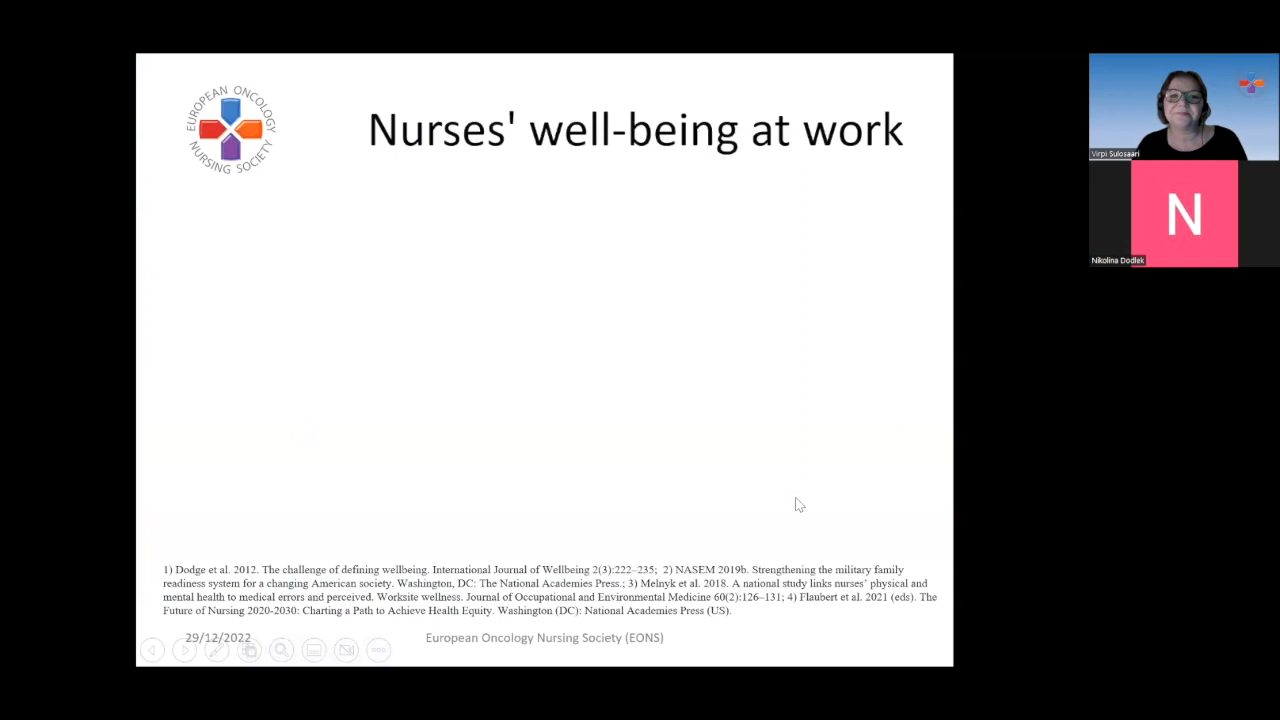 EUROPEAN ONCOLOGY
NURSING SOCIETY
Nurses' well-being at work
1) Dodge et al. 2012. The challenge of defining wellbeing. International Journal of Wellbeing 2(3):222–235; 2) NASEM 2019b. Strengthening the military family
readiness system for a changing American society. Washington, DC: The National Academies Press.; 3) Melnyk et al. 2018. A national study links nurses’ physical and
mental health to medical errors and perceived. Worksite wellness. Journal of Occupational and Environmental Medicine 60(2):126–131; 4) Flaubert et al. 2021 (eds). The
Future of Nursing 2020-2030: Charting a Path to Achieve Health Equity. Washington (DC): National Academies Press (US).
29/12/2022
European Oncology Nursing Society (EONS)
Virpi Sulosaari
N
Nikolina Dodlek